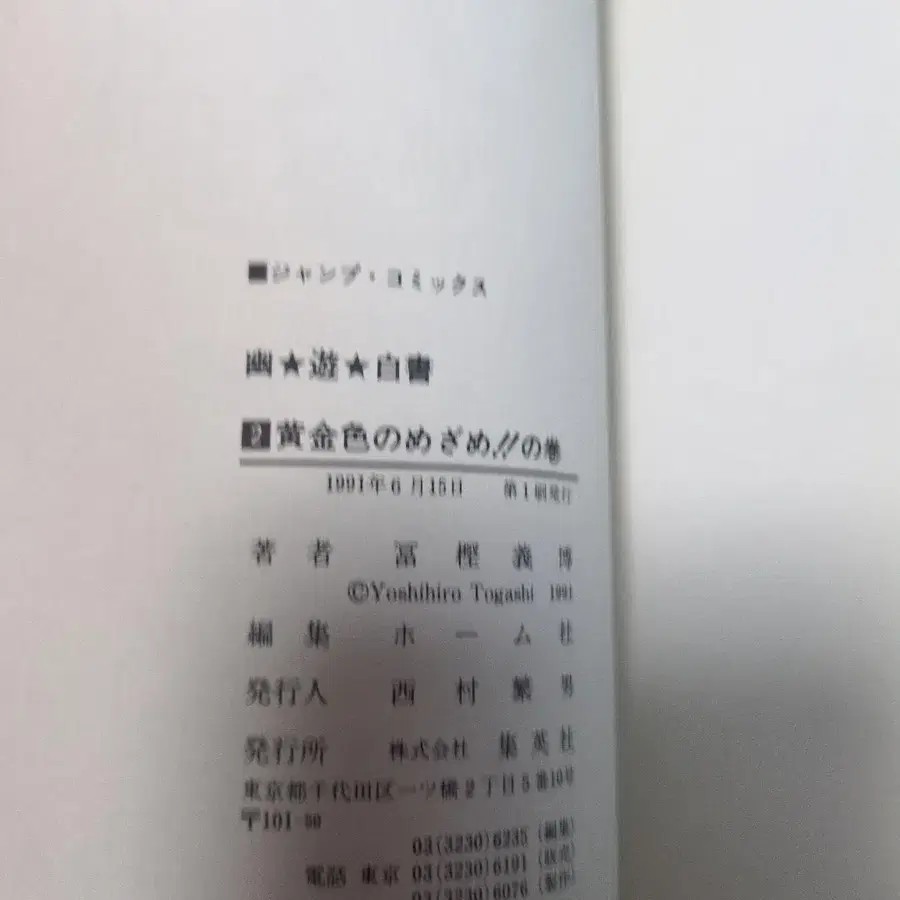 ■ジャンプ・コミックス
幽★遊★白書
2 黄金色のめざめ!!の巻
1991年6月15日 第1刷発行
著者 冨樫義博
©Yoshihiro Togashi 1991
編集 ホーム社
発行人 西村繁男
発行所 株式会社 集英社
東京都千代田区一ツ橋2丁目5番10号
〒101-50
03(3230)6235(編集)
電話 東京 03(3230)6191(販売)
03(3230)6076(製作)